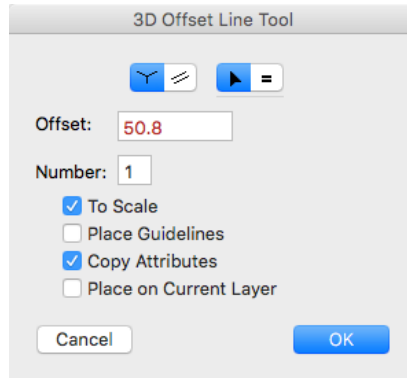 3D Offset Line Tool
=
Offset: 50.8
Number: 1
To Scale
Place Guidelines
Copy Attributes
Place on Current Layer
Cancel OK